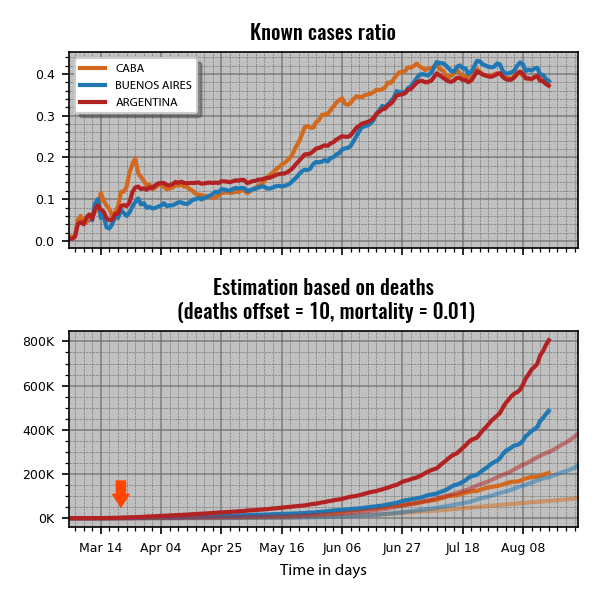 Known cases ratio
CABA
BUENOS AIRES
ARGENTINA
0.4
0.3
0.2
0.1
0.0
Estimation based on deaths
(deaths offset = 10, mortality = 0.01)
800K
600K
400K
200K
0K
Mar 14 Apr 04 Apr 25 May 16 Jun 06 Jun 27 Jul 18 Aug 08
Time in days